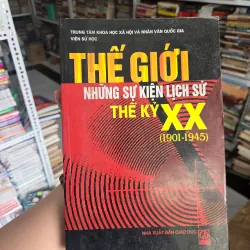 TRUNG TÂM KHOA HỌC XÃ HỘI VÀ NHÂN VĂN QUỐC GIA
VIỆN SỬ HỌC
THẾ GIỚI
NHỮNG SỰ KIỆN LỊCH SỬ
THẾ KỶ XX
(1901-1945)
NHÀ XUẤT BẢN GIÁO DỤC